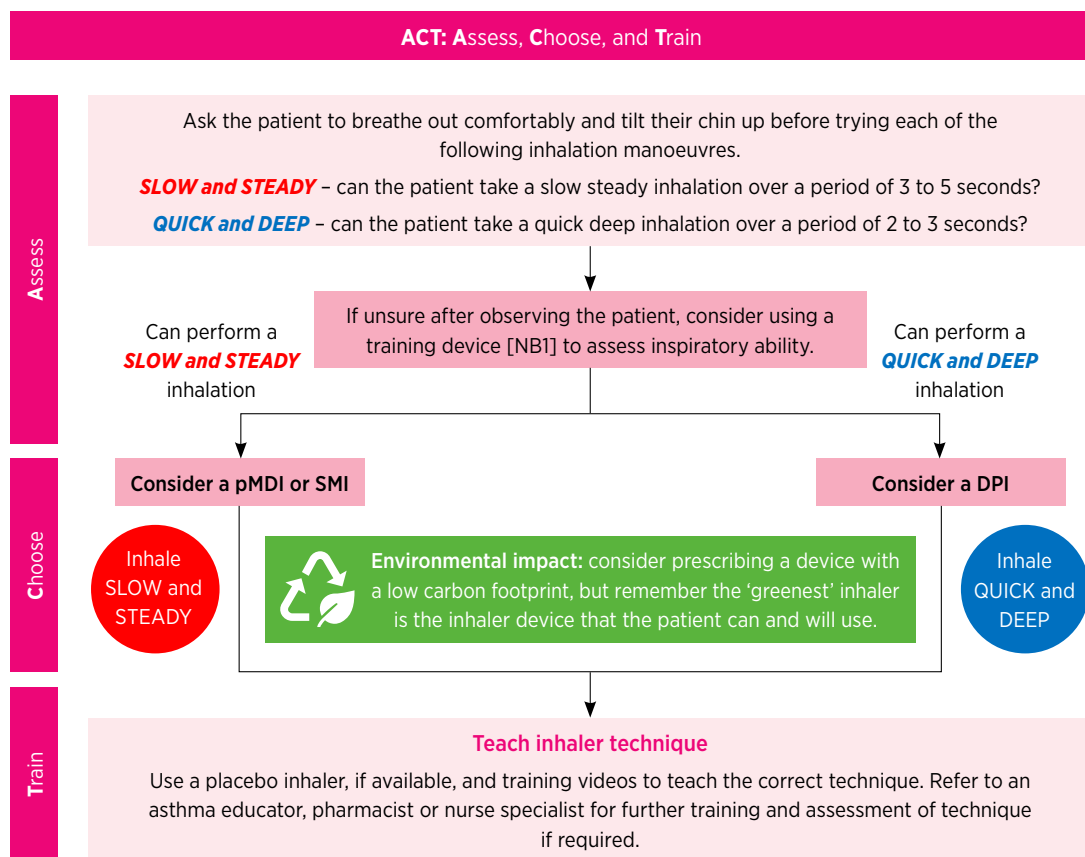 ACT: Assess, Choose, and Train
Assess
Ask the patient to breathe out comfortably and tilt their chin up before trying each of the
following inhalation manoeuvres.
SLOW and STEADY – can the patient take a slow steady inhalation over a period of 3 to 5 seconds?
QUICK and DEEP – can the patient take a quick deep inhalation over a period of 2 to 3 seconds?
If unsure after observing the patient, consider using a
training device [NB1] to assess inspiratory ability.
Can perform a
SLOW and STEADY
inhalation
Can perform a
QUICK and DEEP
inhalation
Choose
Consider a pMDI or SMI
Consider a DPI
Inhale
SLOW and
STEADY
Environmental impact: consider prescribing a device with
a low carbon footprint, but remember the ‘greenest’ inhaler
is the inhaler device that the patient can and will use.
Inhale
QUICK and
DEEP
Train
Teach inhaler technique
Use a placebo inhaler, if available, and training videos to teach the correct technique. Refer to an
asthma educator, pharmacist or nurse specialist for further training and assessment of technique
if required.